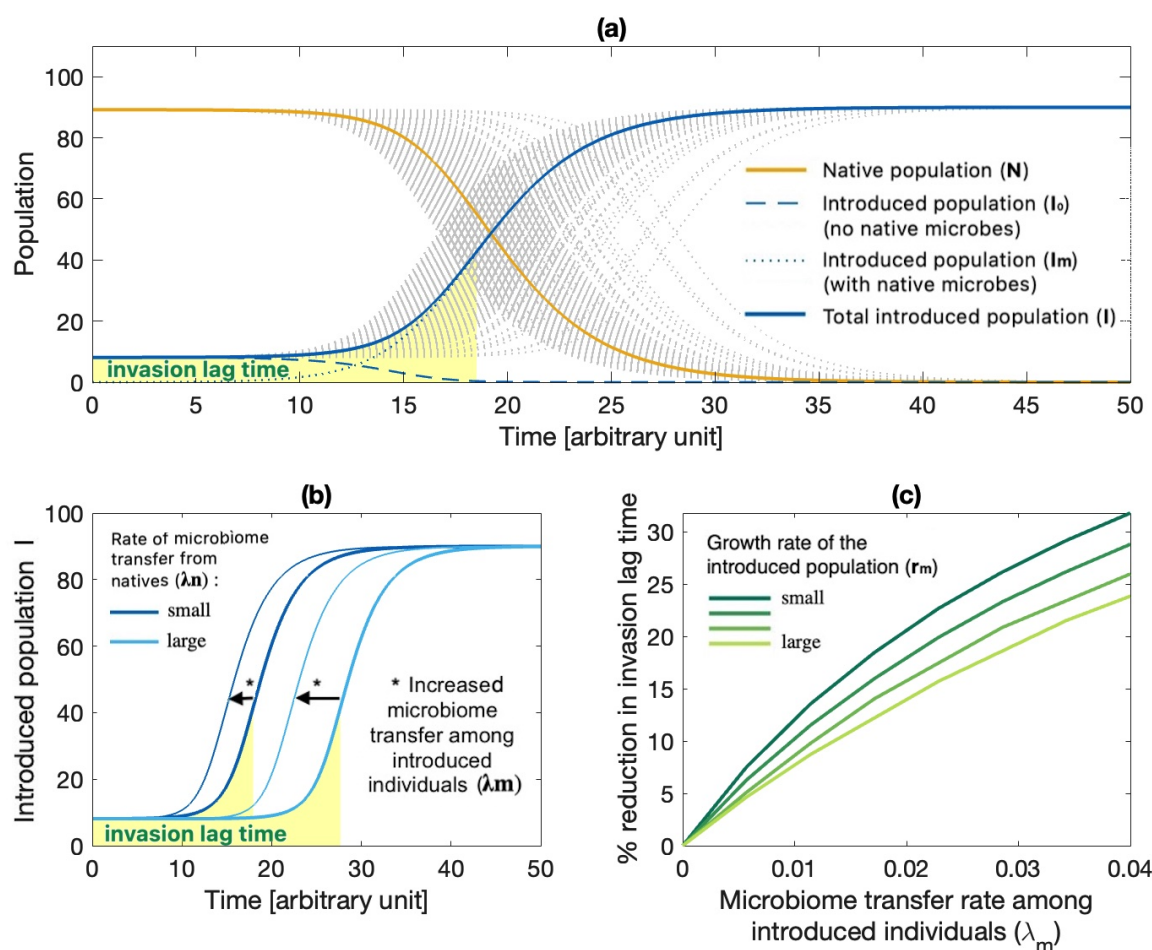 (a)
Population
100
80
60
40
20
0
Native population (N)
Introduced population (I₀)
(no native microbes)
Introduced population (Im)
(with native microbes)
Total introduced population (I)
invasion lag time
0 5 10 15 20 25 30 35 40 45 50
Time [arbitrary unit]
(b)
Introduced population I
100
80
60
40
20
0
Rate of microbiome
transfer from
natives (λn) :
small
large
* *
* Increased
microbiome
transfer among
introduced
individuals (λm)
invasion lag time
0 10 20 30 40 50
Time [arbitrary unit]
(c)
% reduction in invasion lag time
30
25
20
15
10
5
0
Growth rate of the
introduced population (rm)
small
large
0 0.01 0.02 0.03 0.04
Microbiome transfer rate among
introduced individuals (λm)